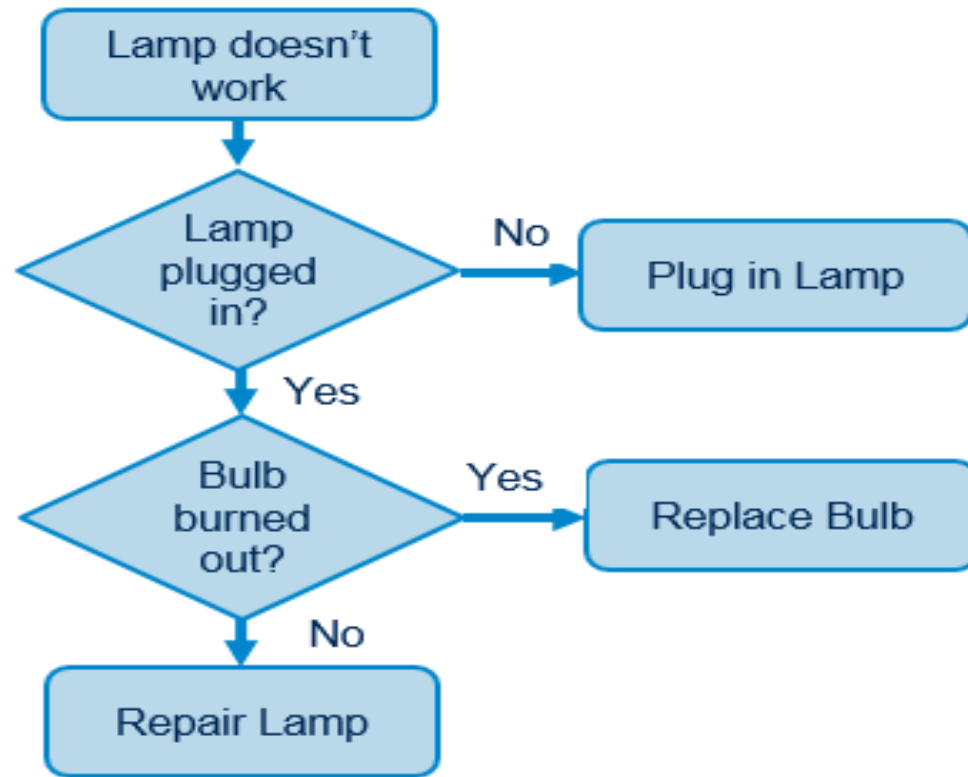 Lamp doesn’t
work
Lamp
plugged
in?
No
Plug in Lamp
Yes
Bulb
burned
out?
Yes
Replace Bulb
No
Repair Lamp